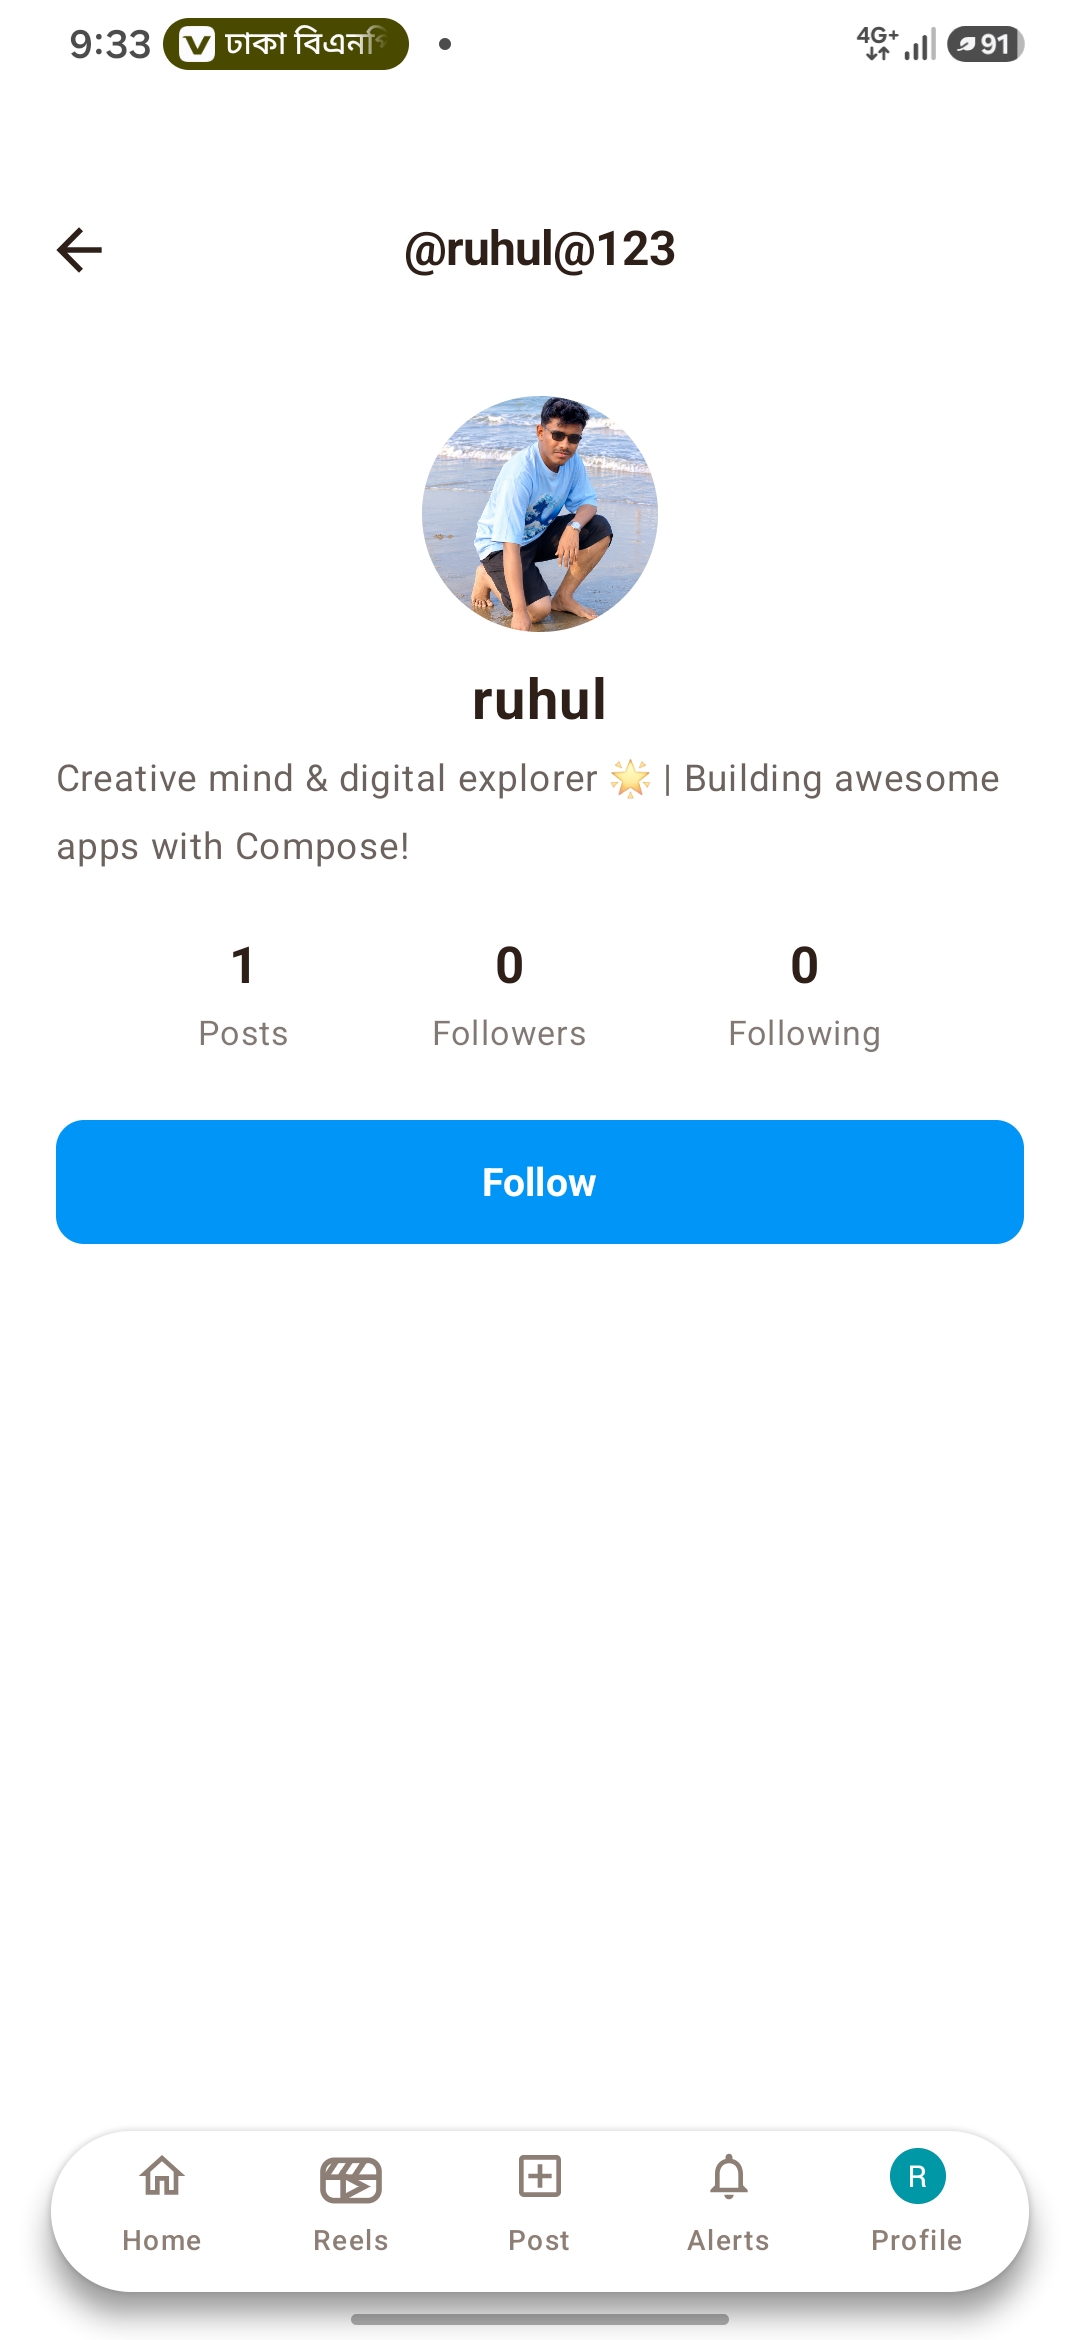 9:33 ঢাকা বিএনপি 4G+ 91
@ruhul@123
ruhul
Creative mind & digital explorer 🌟 | Building awesome
apps with Compose!
1 0 0
Posts Followers Following
Follow
R
Home Reels Post Alerts Profile